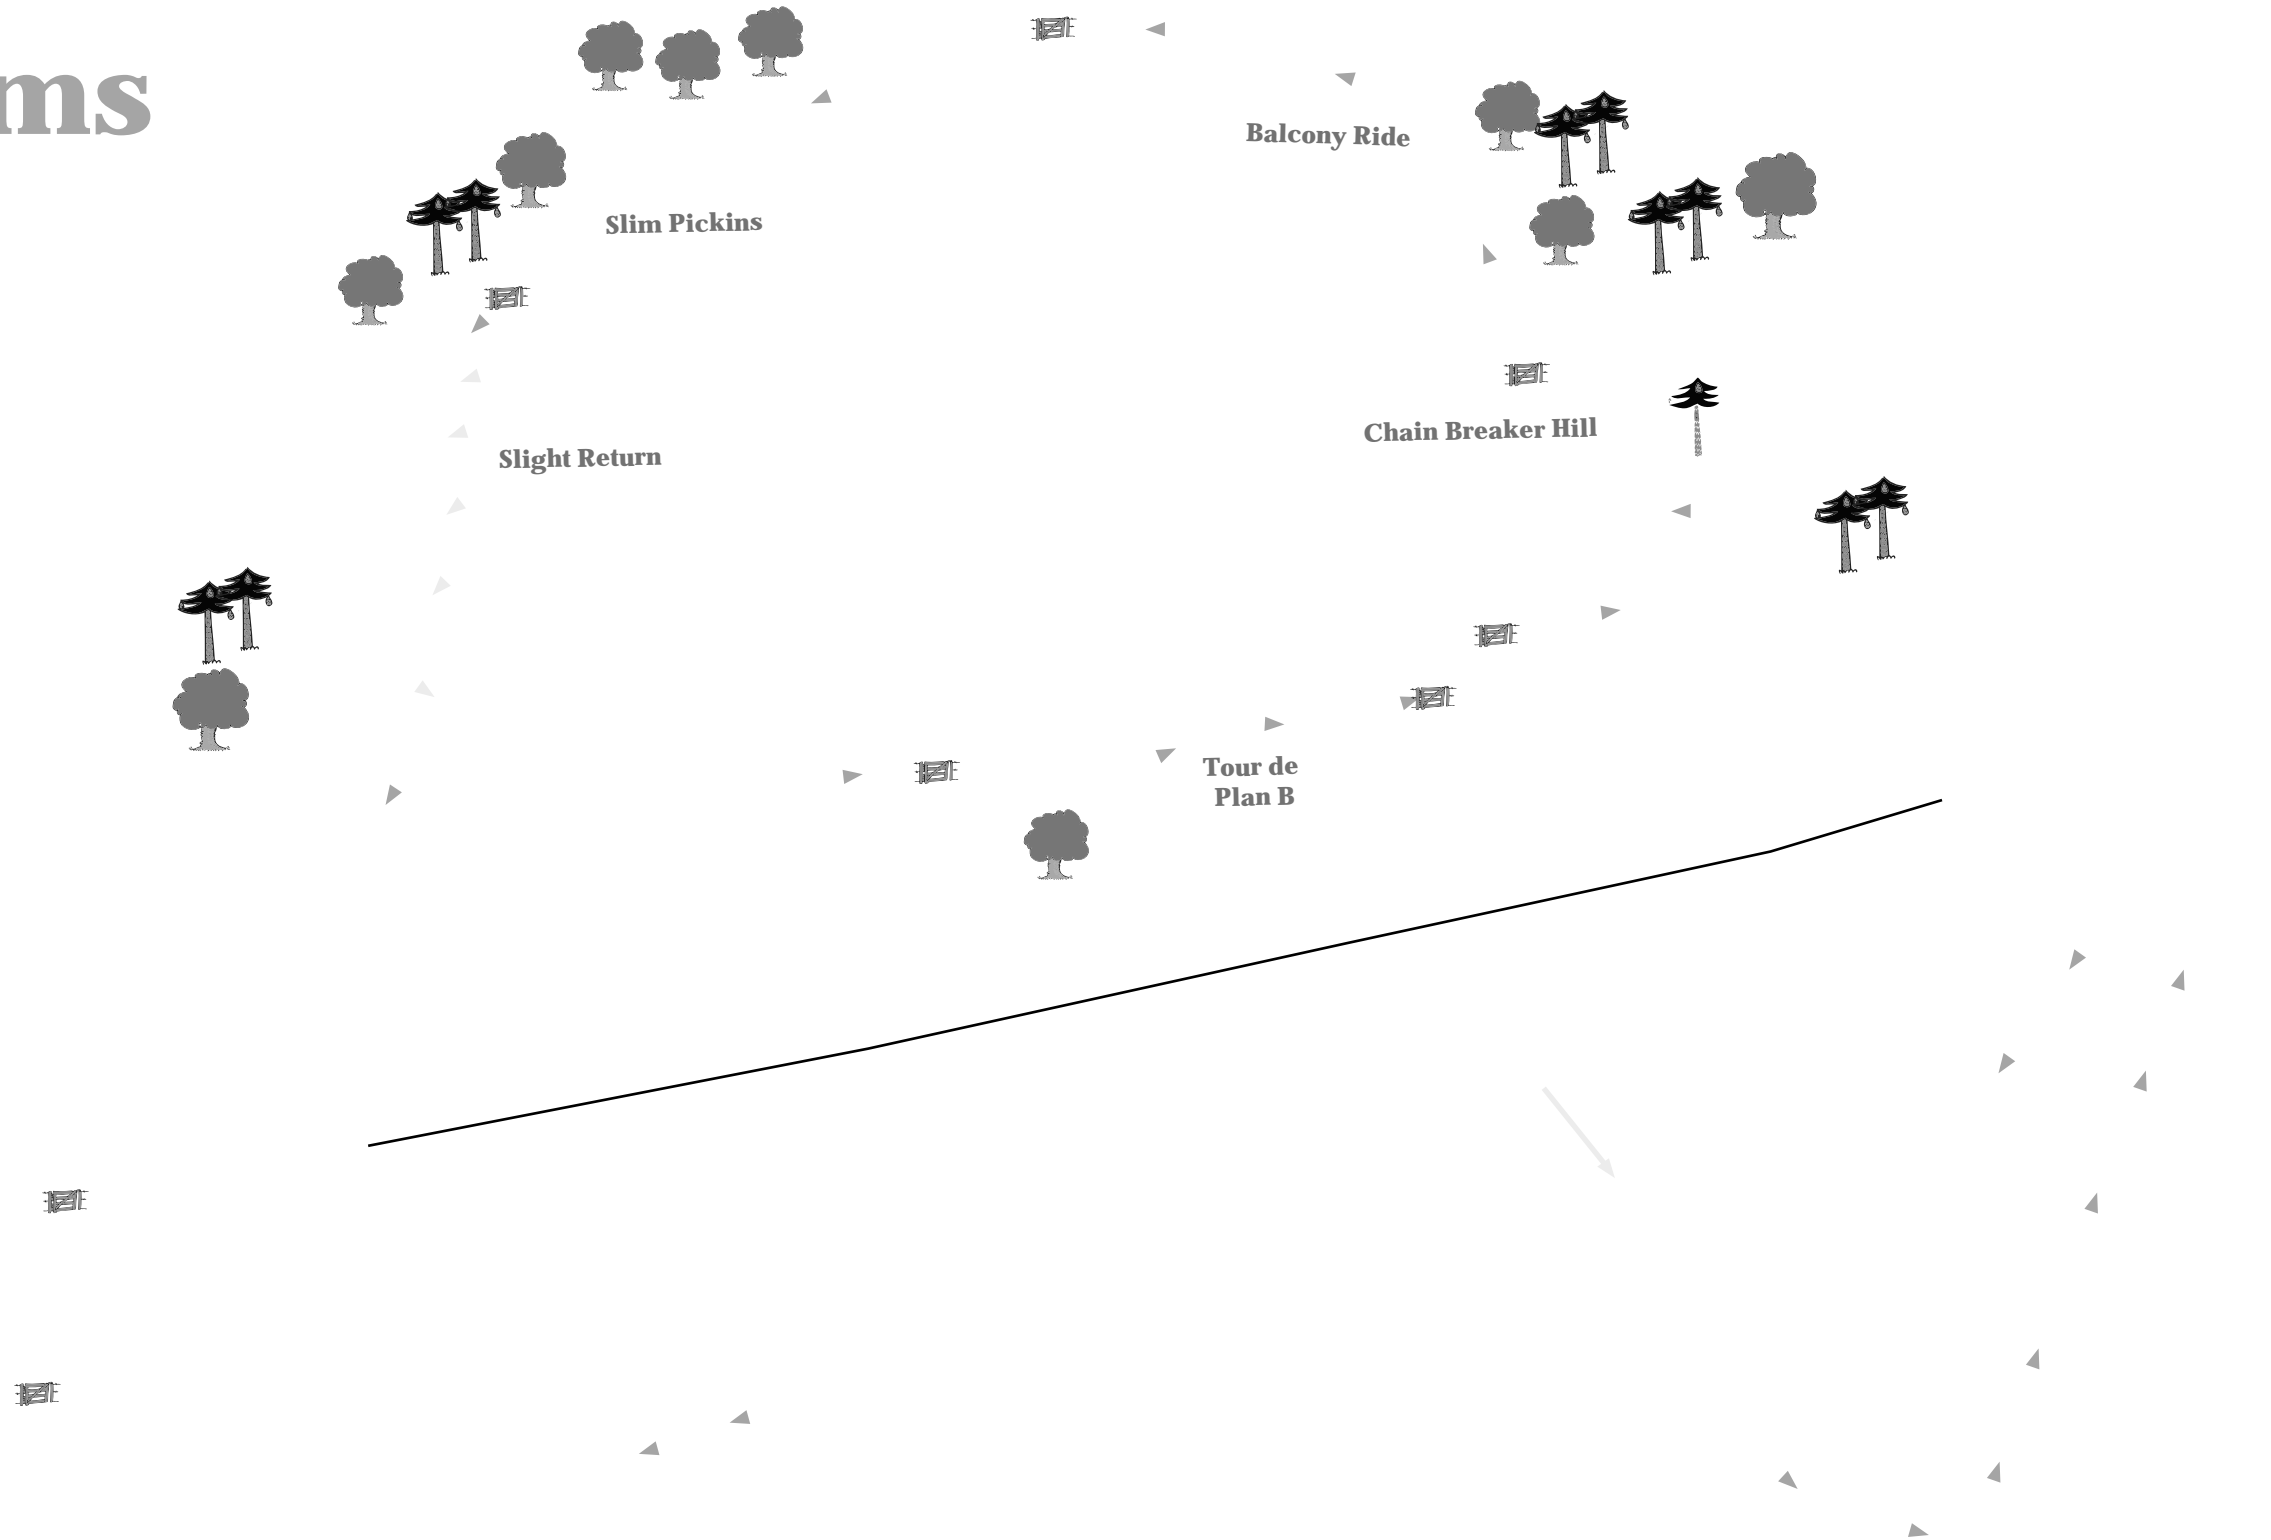 ms
Balcony Ride
Slim Pickins
Chain Breaker Hill
Slight Return
Tour de
Plan B